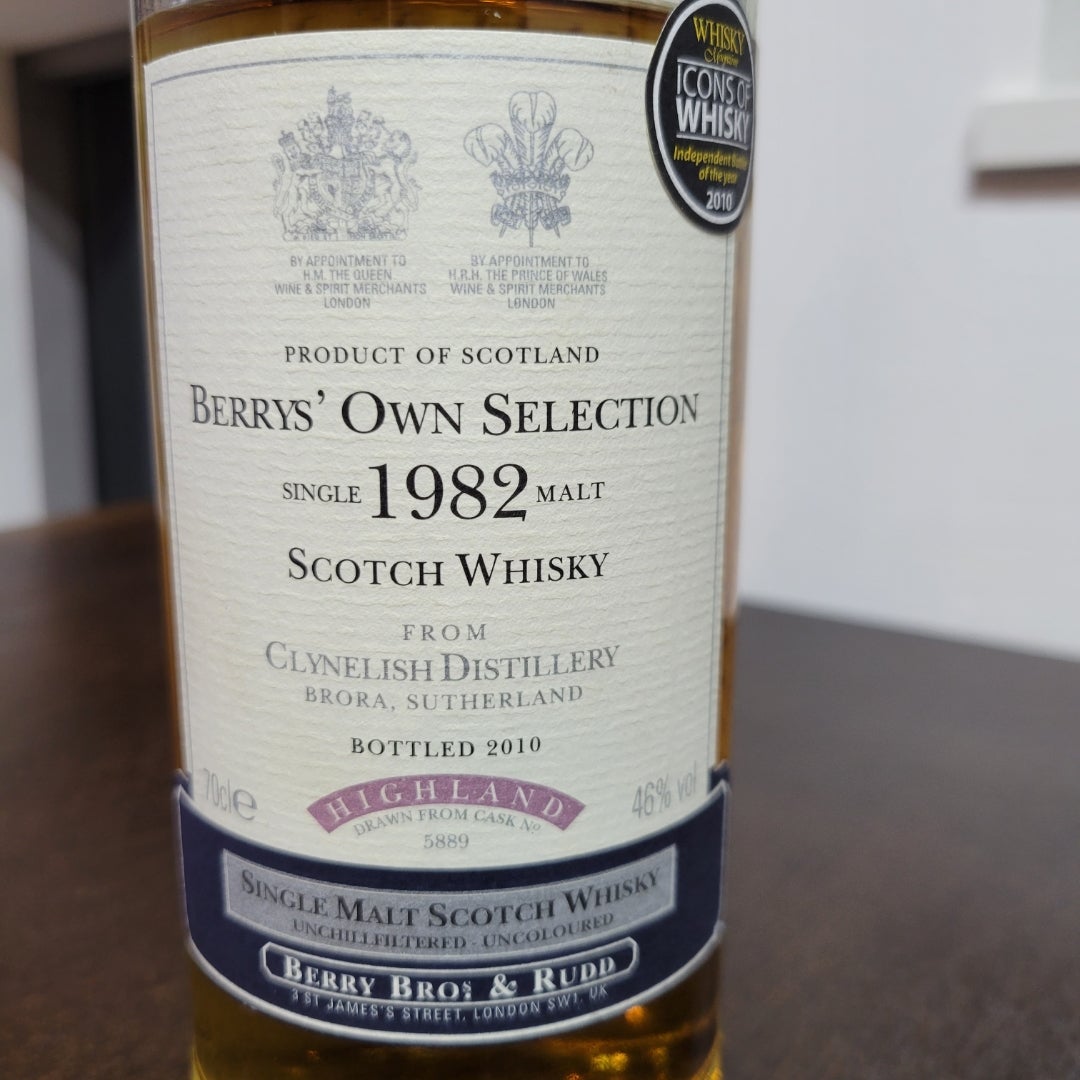 WHISKY
Magazine
ICONS OF
WHISKY
Independent Bottler
of the year
2010
BY APPOINTMENT TO
H.M. THE QUEEN
WINE & SPIRIT MERCHANTS
LONDON
BY APPOINTMENT TO
H.R.H. THE PRINCE OF WALES
WINE & SPIRIT MERCHANTS
LONDON
PRODUCT OF SCOTLAND
BERRYS' OWN SELECTION
SINGLE 1982 MALT
SCOTCH WHISKY
FROM
CLYNELISH DISTILLERY
BRORA, SUTHERLAND
BOTTLED 2010
70cl e
HIGHLAND
46% vol
DRAWN FROM CASK No
5889
SINGLE MALT SCOTCH WHISKY
UNCHILLFILTERED - UNCOLOURED
BERRY BROS & RUDD
3 ST JAMES'S STREET, LONDON SW1, UK